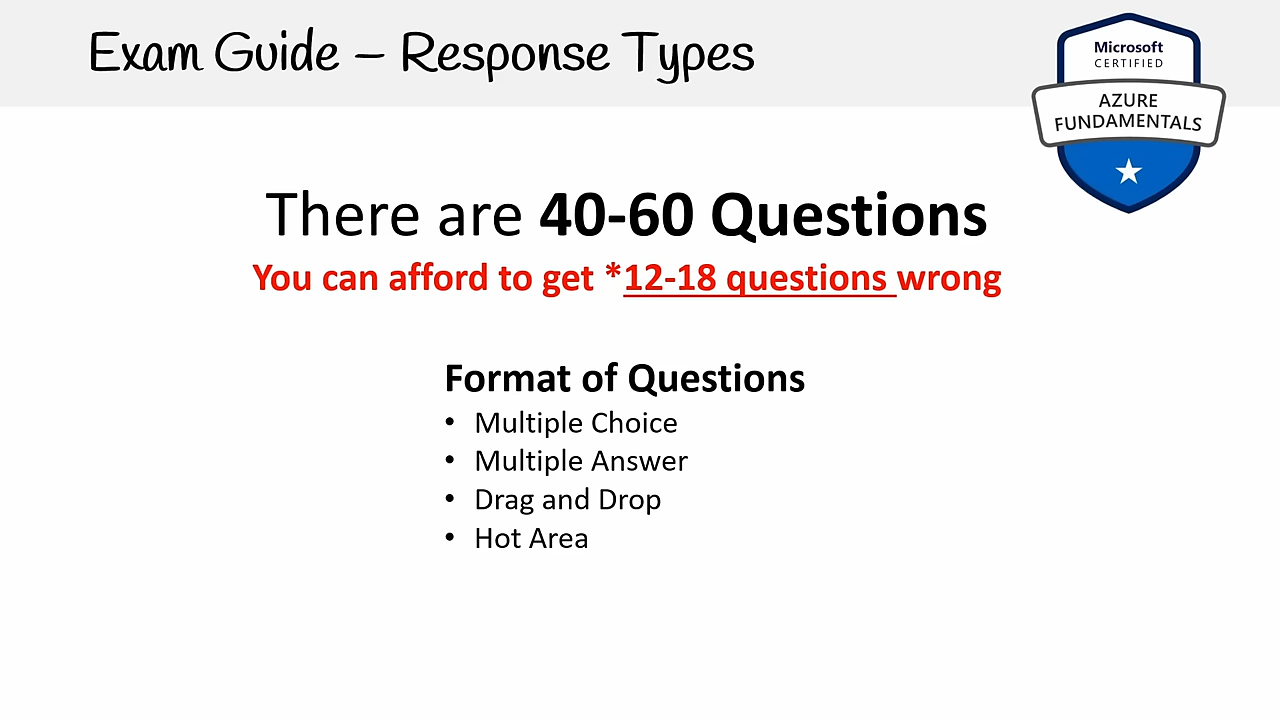 Exam Guide – Response Types
Microsoft
CERTIFIED
AZURE
FUNDAMENTALS
There are 40-60 Questions
You can afford to get *12-18 questions wrong
Format of Questions
• Multiple Choice
• Multiple Answer
• Drag and Drop
• Hot Area